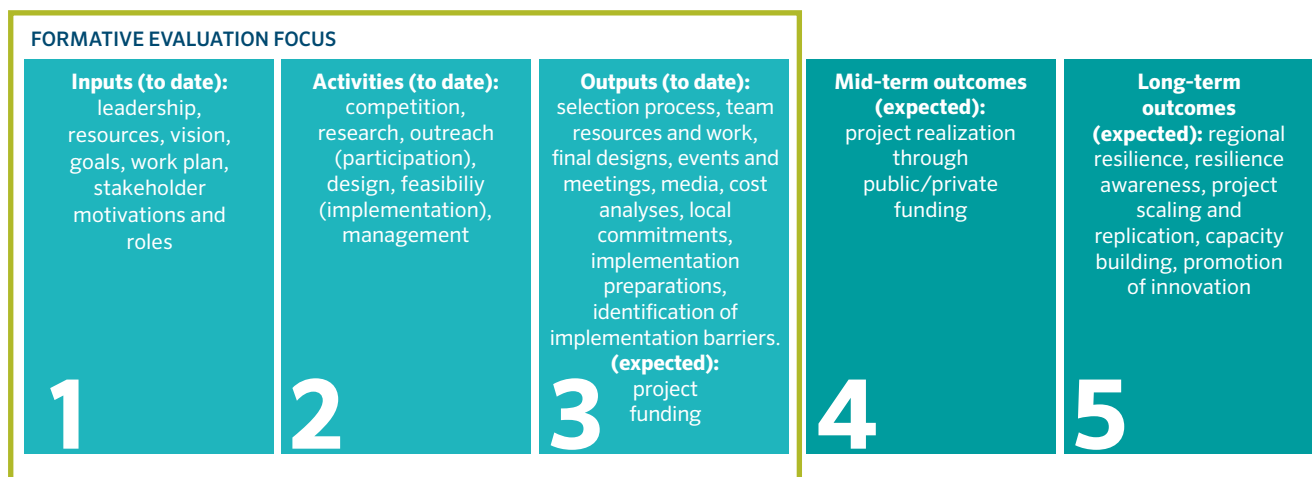 FORMATIVE EVALUATION FOCUS
Inputs (to date):
leadership,
resources, vision,
goals, work plan,
stakeholder
motivations and
roles
1
Activities (to date):
competition,
research, outreach
(participation),
design, feasibiliy
(implementation),
management
2
Outputs (to date):
selection process, team
resources and work,
final designs, events and
meetings, media, cost
analyses, local
commitments,
implementation
preparations,
identification of
implementation barriers.
(expected):
project
funding
3
Mid-term outcomes
(expected):
project realization
through
public/private
funding
4
Long-term
outcomes
(expected): regional
resilience, resilience
awareness, project
scaling and
replication, capacity
building, promotion
of innovation
5